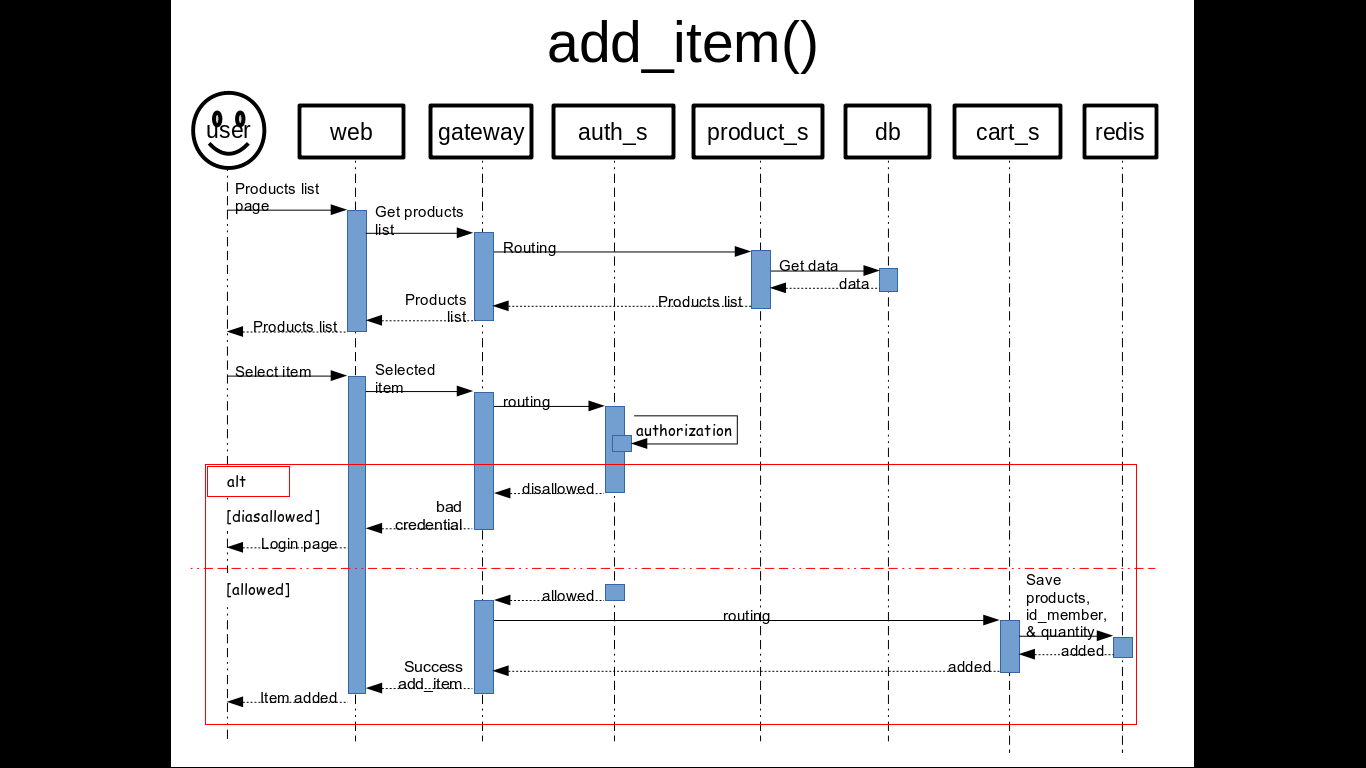 add_item()
user
web
gateway
auth_s
product_s
db
cart_s
redis
Products list
page
Get products
list
Routing
Get data
data
Products list
Products
list
Products list
Select item
Selected
item
routing
authorization
alt
disallowed
bad
credential
[diasallowed]
Login page
[allowed]
allowed
routing
Save
products,
id_member,
& quantity
added
added
Success
add_item
Item added